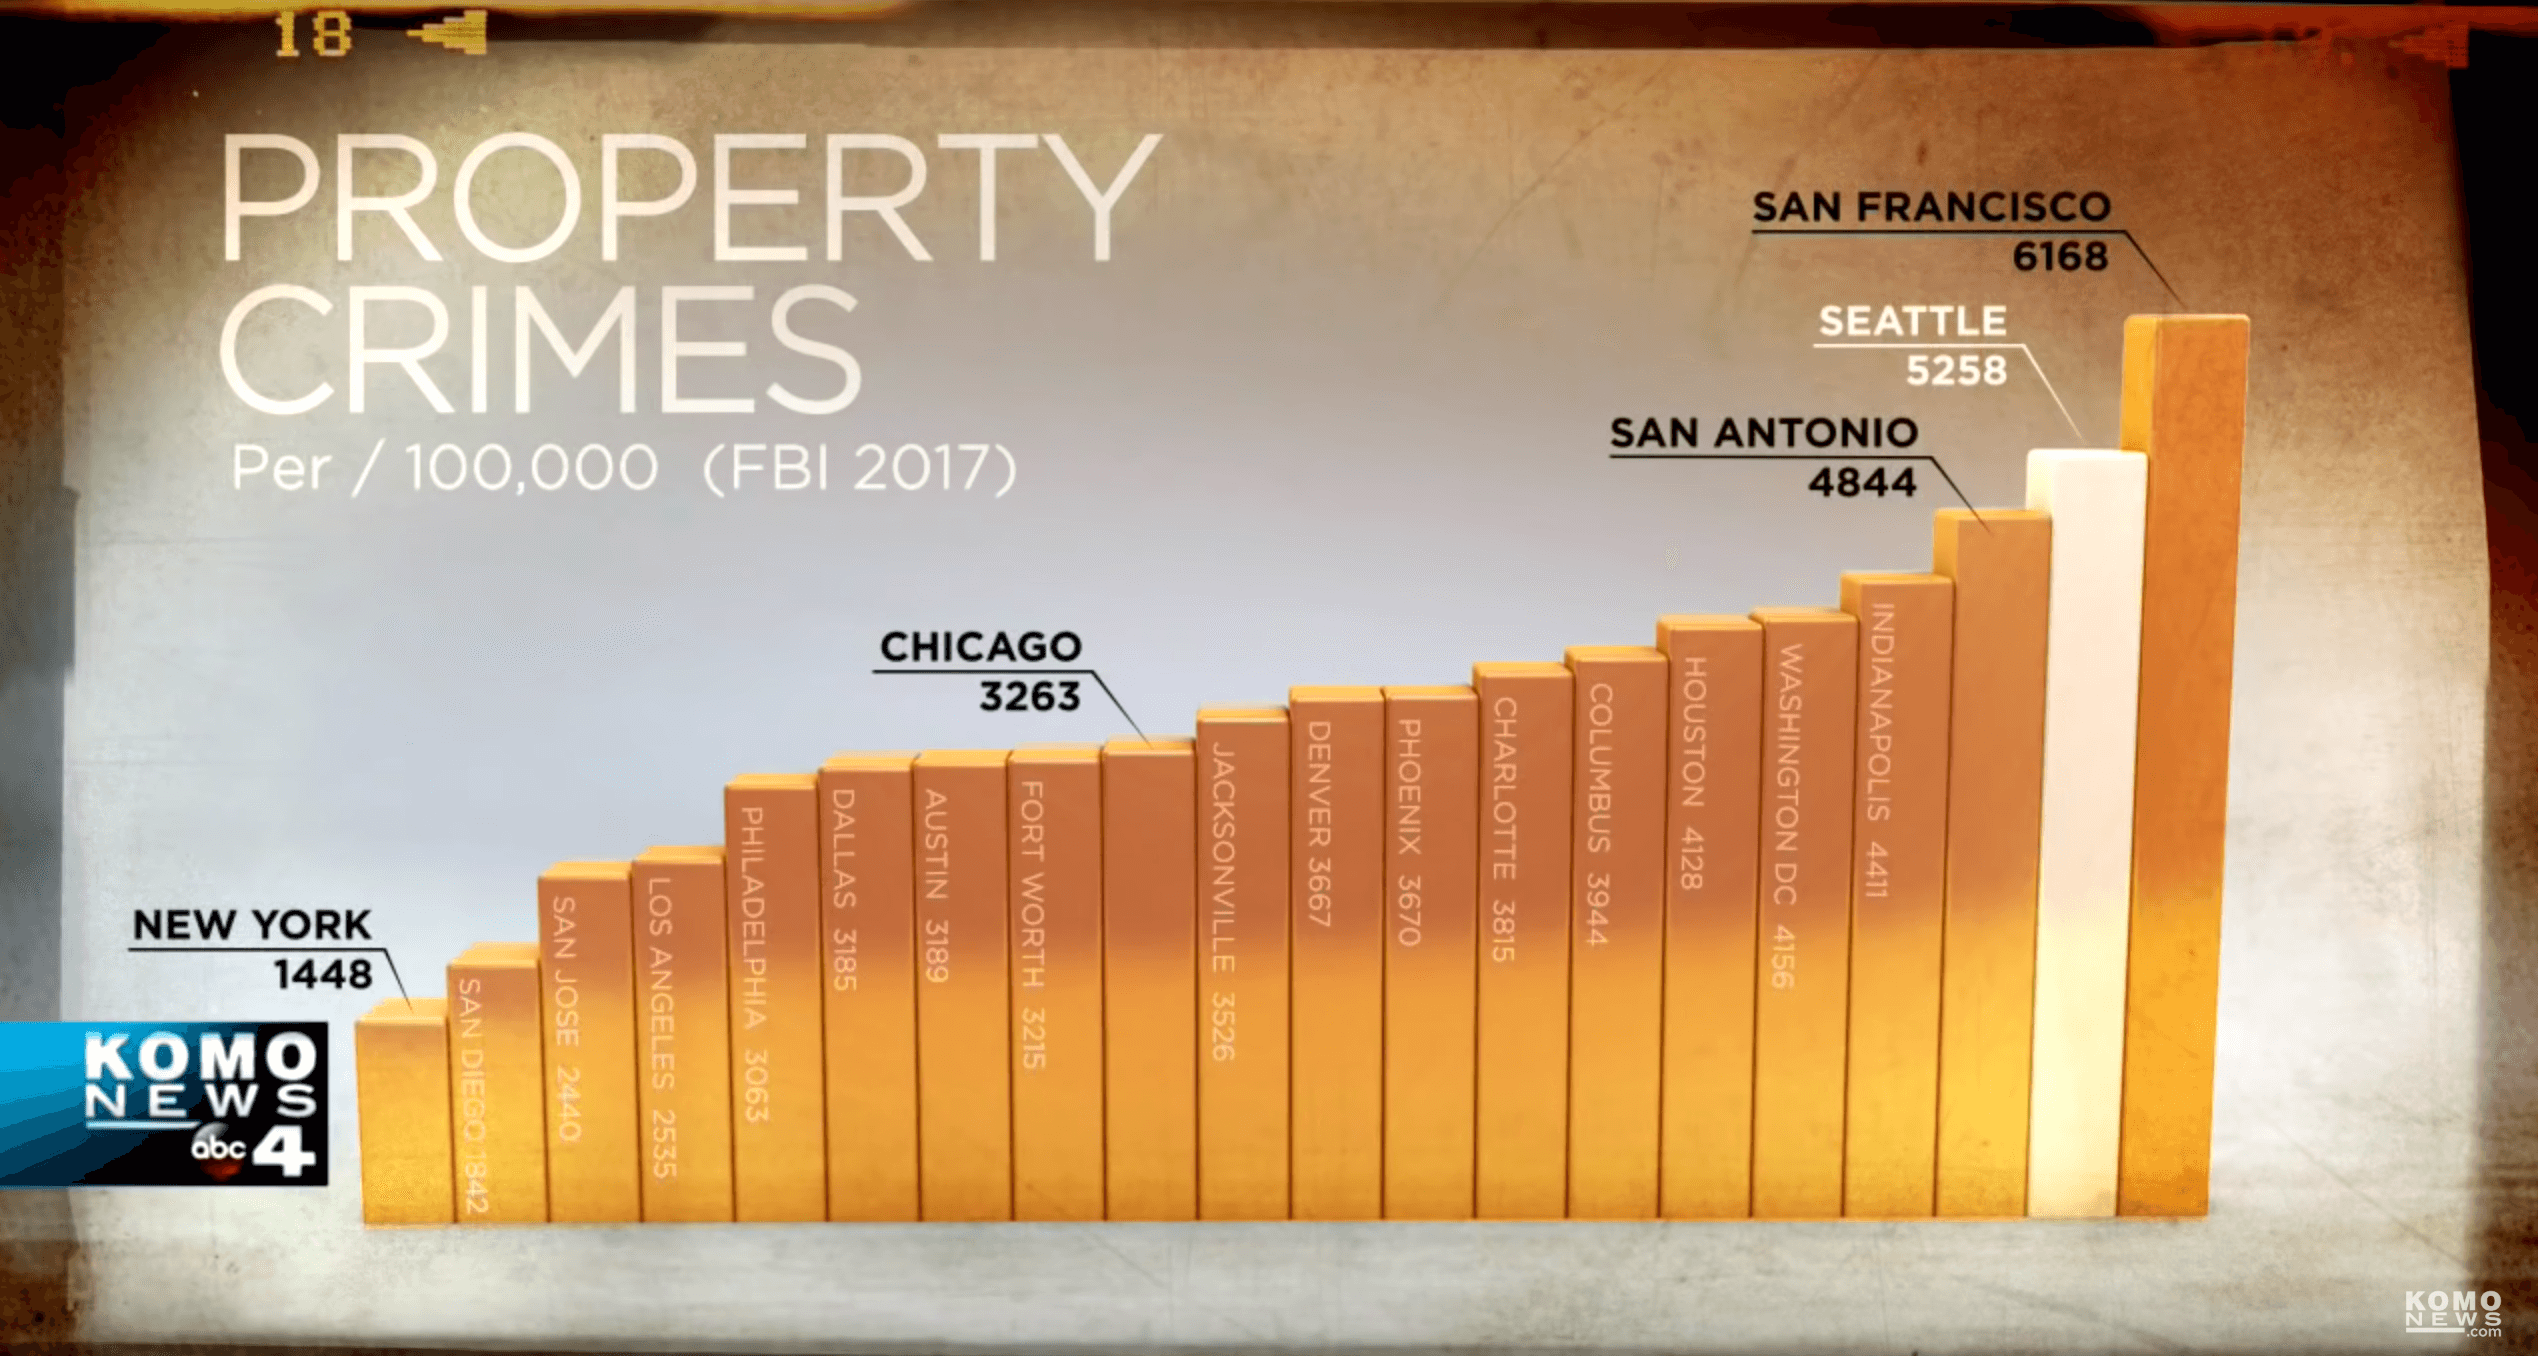 18
PROPERTY
CRIMES
Per / 100,000 (FBI 2017)
NEW YORK
1448
SAN DIEGO 1842
SAN JOSE 2440
LOS ANGELES 2535
PHILADELPHIA 3063
DALLAS 3185
AUSTIN 3189
FORT WORTH 3215
CHICAGO
3263
JACKSONVILLE 3526
DENVER 3667
PHOENIX 3670
CHARLOTTE 3815
COLUMBUS 3944
HOUSTON 4128
WASHINGTON DC 4156
INDIANAPOLIS 4411
SAN ANTONIO
4844
SEATTLE
5258
SAN FRANCISCO
6168
KOMO
NEWS
abc 4
KOMO
NEWS
.com